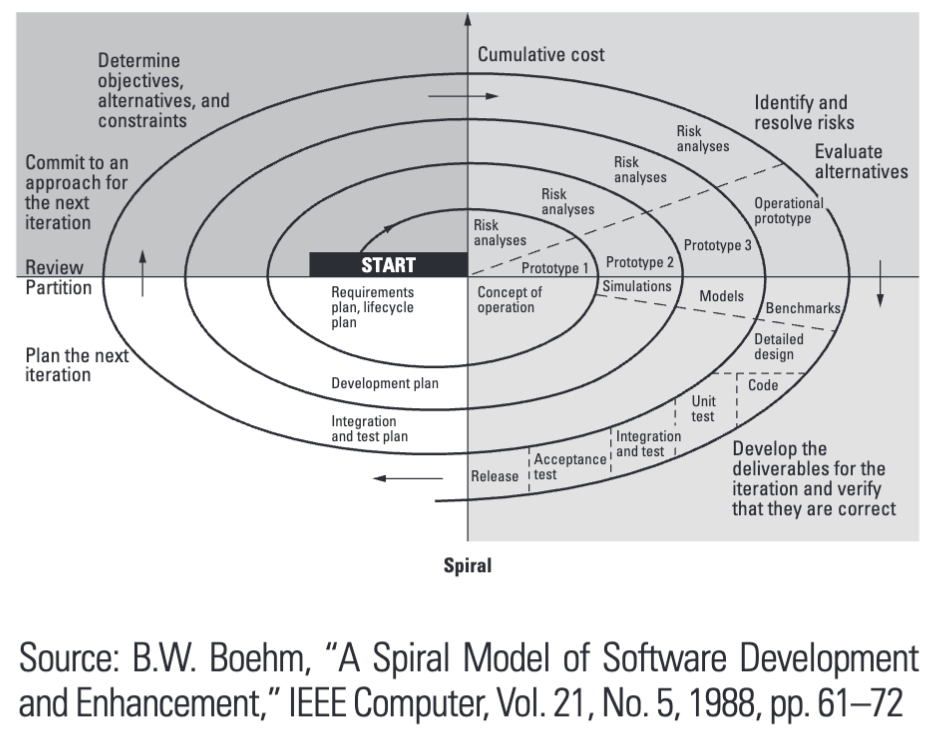 Cumulative cost
Determine
objectives,
alternatives, and
constraints
Identify and
resolve risks
Evaluate
alternatives
Commit to an
approach for
the next
iteration
Review
Partition
Plan the next
iteration
START
Risk
analyses
Risk
analyses
Risk
analyses
Risk
analyses
Prototype 1
Prototype 2
Prototype 3
Operational
prototype
Requirements
plan, lifecycle
plan
Concept of
operation
Simulations
Models
Benchmarks
Development plan
Detailed
design
Integration
and test plan
Code
Unit
test
Integration
and test
Acceptance
test
Release
Develop the
deliverables for the
iteration and verify
that they are correct
Spiral
Source: B.W. Boehm, “A Spiral Model of Software Development
and Enhancement,” IEEE Computer, Vol. 21, No. 5, 1988, pp. 61–72